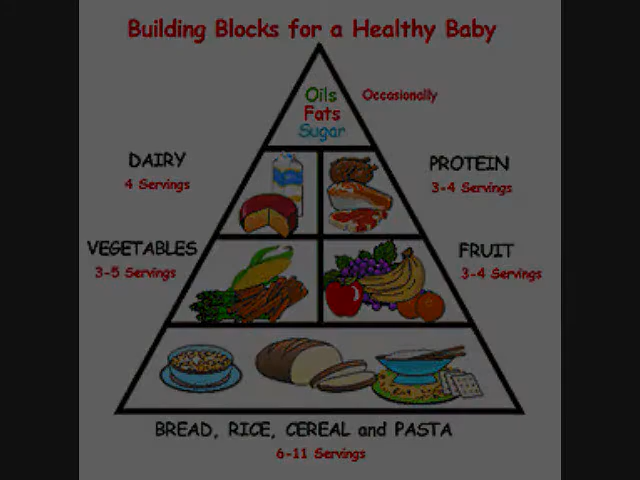 Building Blocks for a Healthy Baby
Oils
Occasionally
Fats
Sugar
DAIRY
4 Servings
PROTEIN
3-4 Servings
VEGETABLES
3-5 Servings
FRUIT
3-4 Servings
BREAD, RICE, CEREAL and PASTA
6-11 Servings